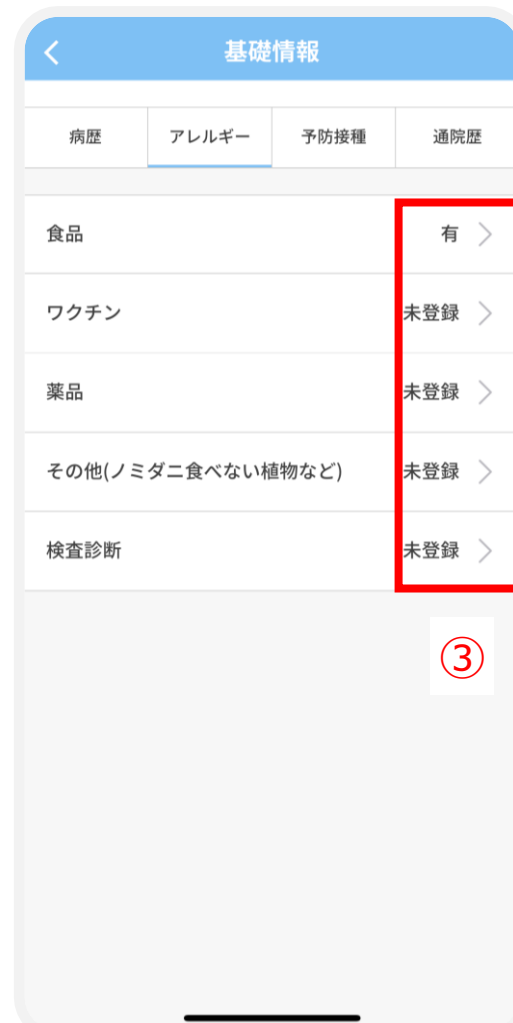 基礎情報
病歴 アレルギー 予防接種 通院歴
食品 有
ワクチン 未登録
薬品 未登録
その他(ノミダニ食べない植物など) 未登録
検査診断 未登録
③